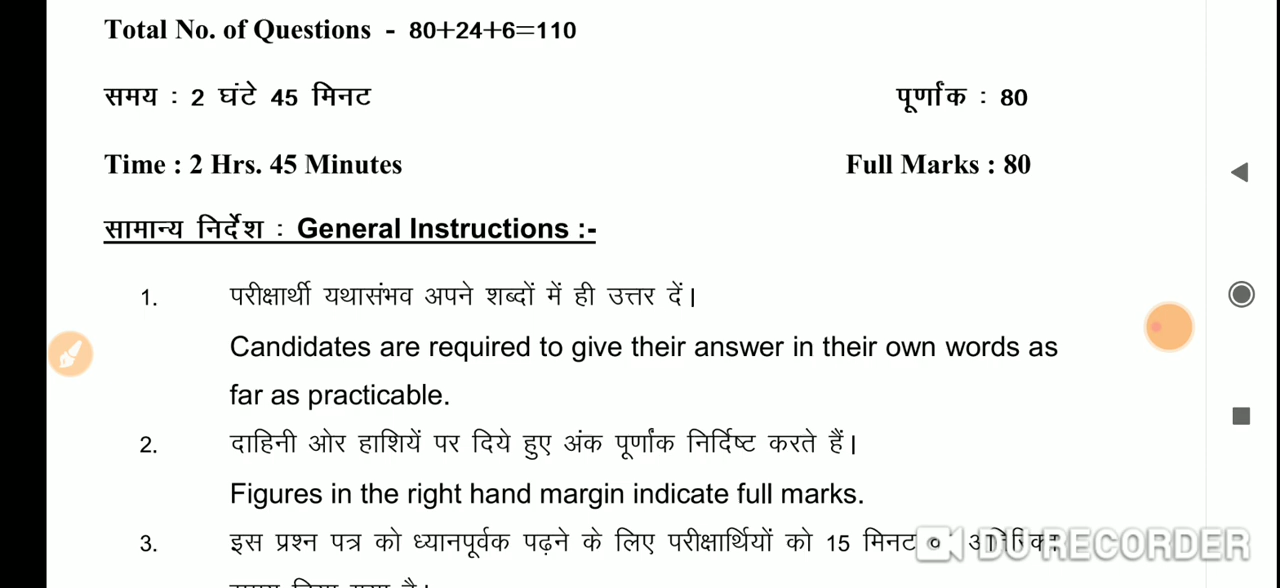 Total No. of Questions - 80+24+6=110
समय : 2 घंटे 45 मिनट पूर्णांक : 80
Time : 2 Hrs. 45 Minutes Full Marks : 80
सामान्य निर्देश : General Instructions :-
1. परीक्षार्थी यथासंभव अपने शब्दों में ही उत्तर दें।
Candidates are required to give their answer in their own words as
far as practicable.
2. दाहिनी ओर हाशियें पर दिये हुए अंक पूर्णांक निर्दिष्ट करते हैं।
Figures in the right hand margin indicate full marks.
3. इस प्रश्न पत्र को ध्यानपूर्वक पढ़ने के लिए परीक्षार्थियों को 15 मिनट
DU RECORDER